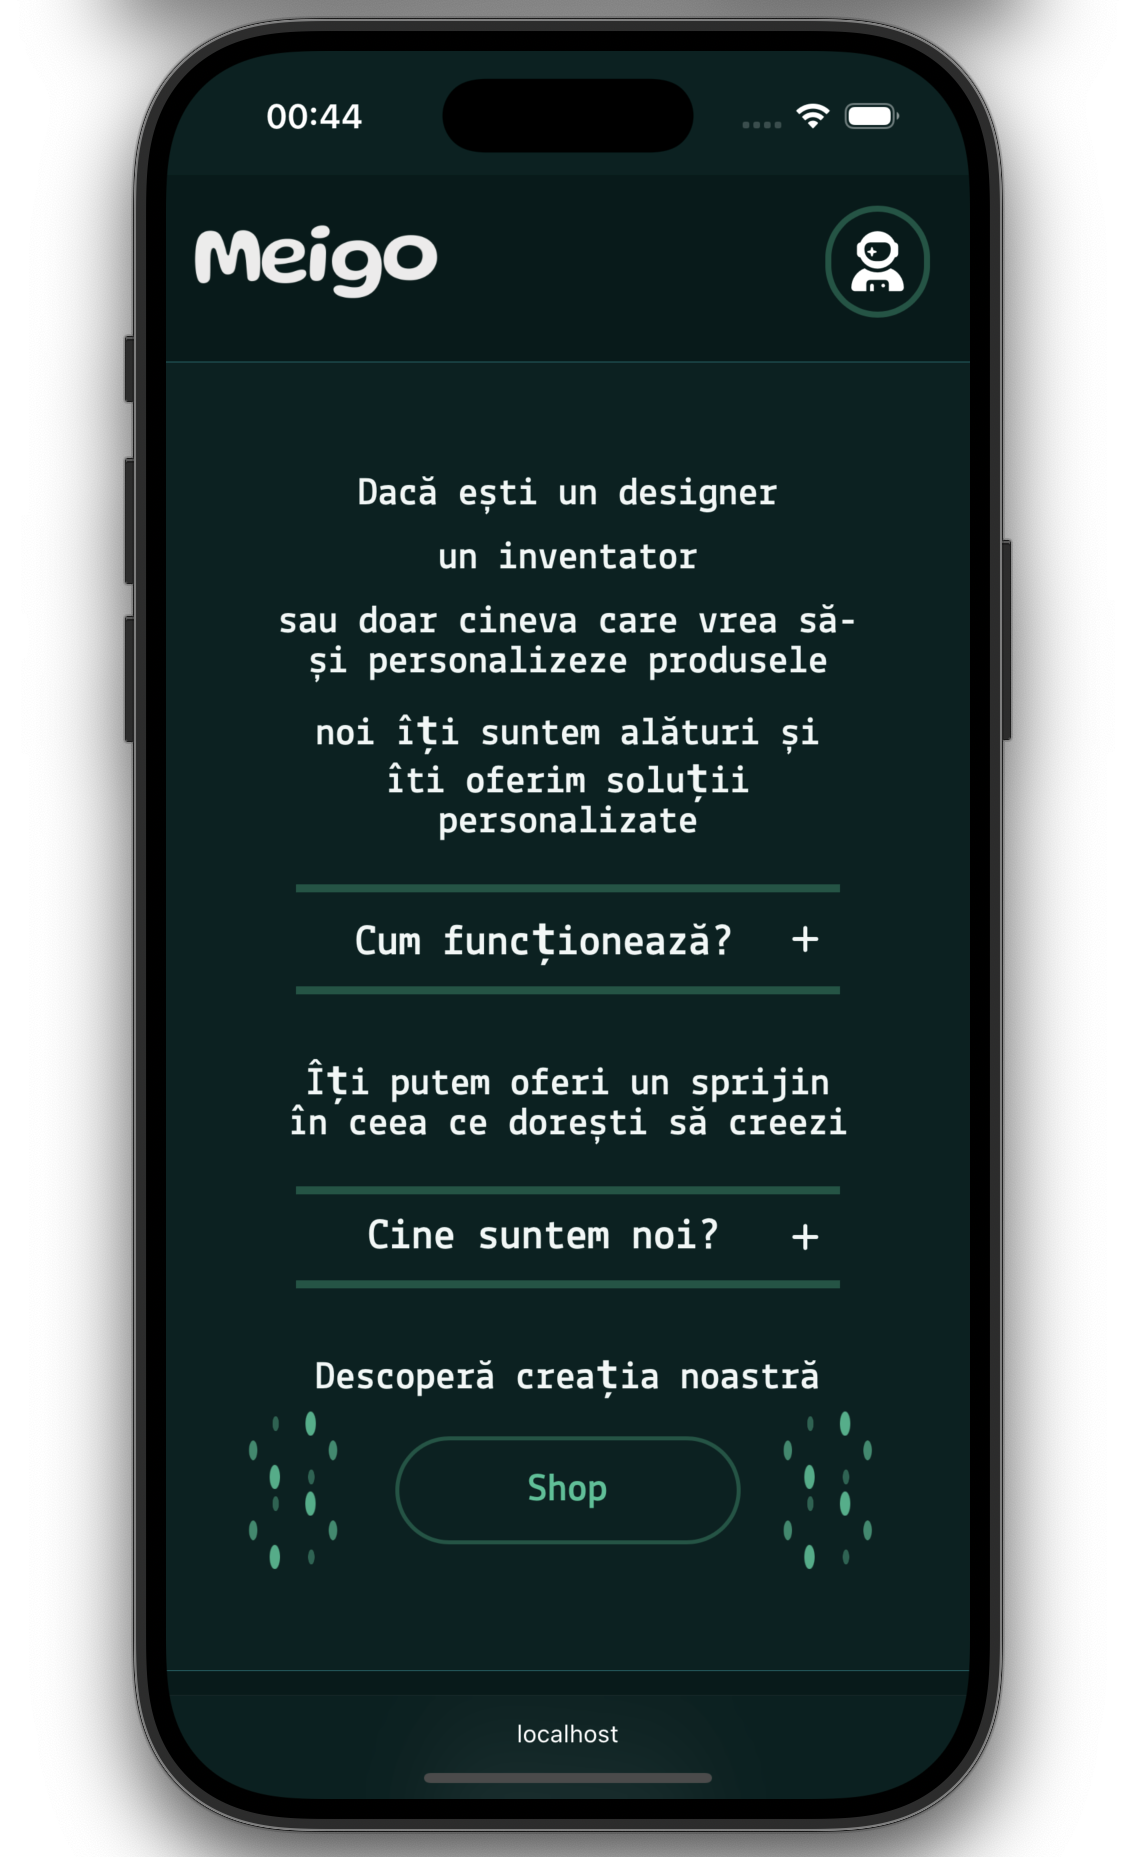 00:44
Meigo
Dacă ești un designer
un inventator
sau doar cineva care vrea să-
și personalizeze produsele
noi îți suntem alături și
îti oferim soluții
personalizate
Cum funcționează? +
Îți putem oferi un sprijin
în ceea ce dorești să creezi
Cine suntem noi? +
Descoperă creația noastră
Shop
localhost